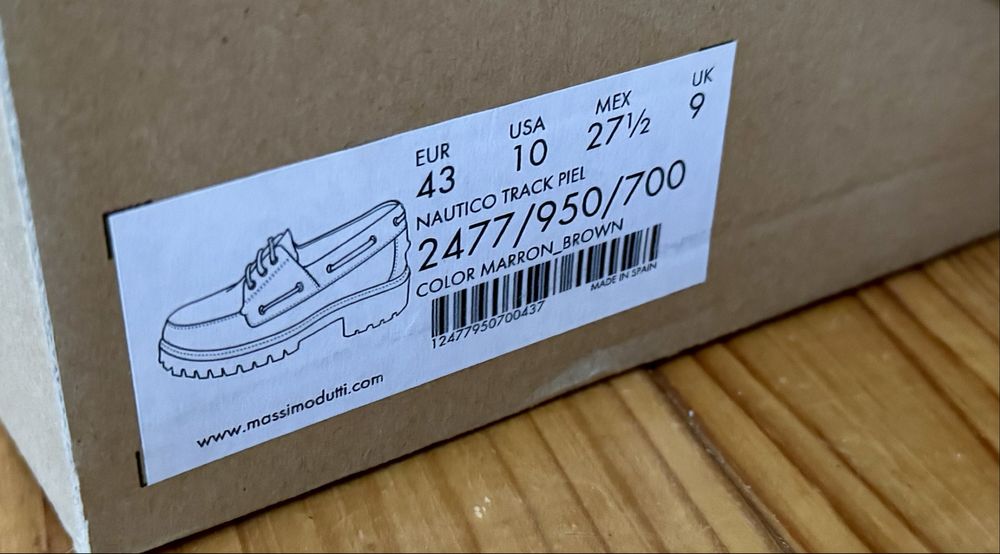 EUR USA MEX UK
43 10 27½ 9
NAUTICO TRACK PIEL
2477/950/700
COLOR MARRON_BROWN
12477950700437 MADE IN SPAIN
www.massimodutti.com